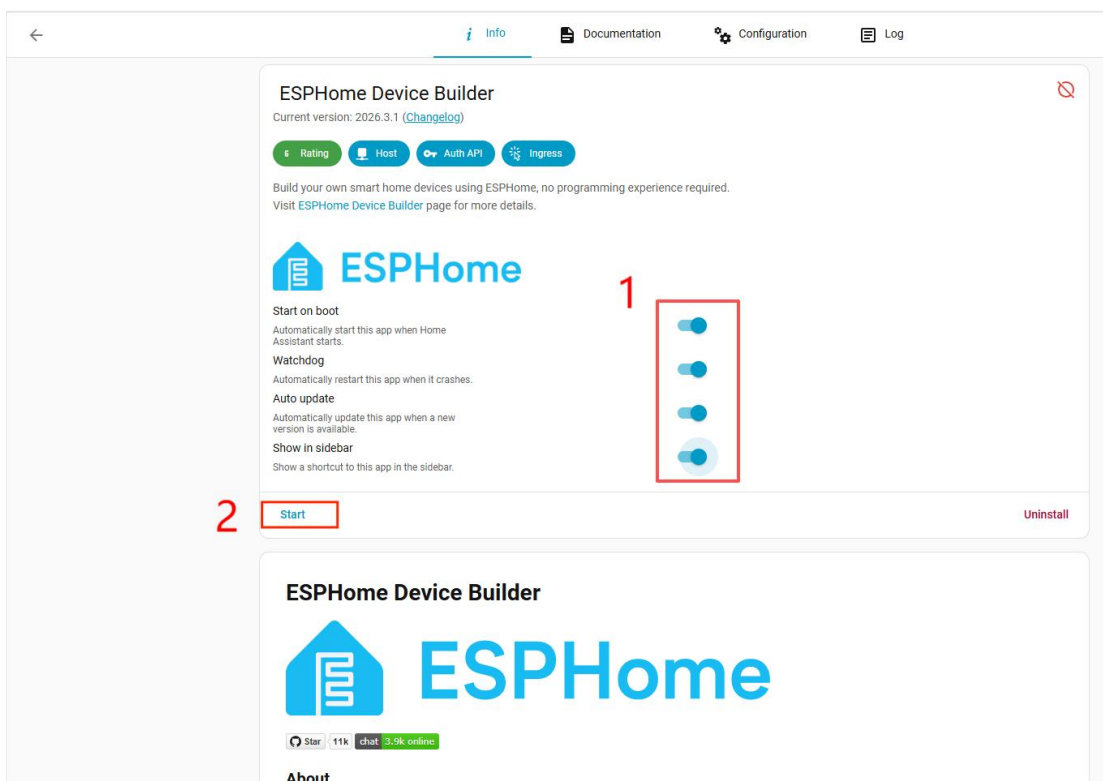 Info
Documentation
Configuration
Log
ESPHome Device Builder
Current version: 2026.3.1 (Changelog)
6 Rating
Host
Auth API
Ingress
Build your own smart home devices using ESPHome, no programming experience required.
Visit ESPHome Device Builder page for more details.
ESPHome
1
Start on boot
Automatically start this app when Home
Assistant starts.
Watchdog
Automatically restart this app when it crashes.
Auto update
Automatically update this app when a new
version is available.
Show in sidebar
Show a shortcut to this app in the sidebar.
2
Start
Uninstall
ESPHome Device Builder
ESPHome
Star 11k chat 3.9k online
About